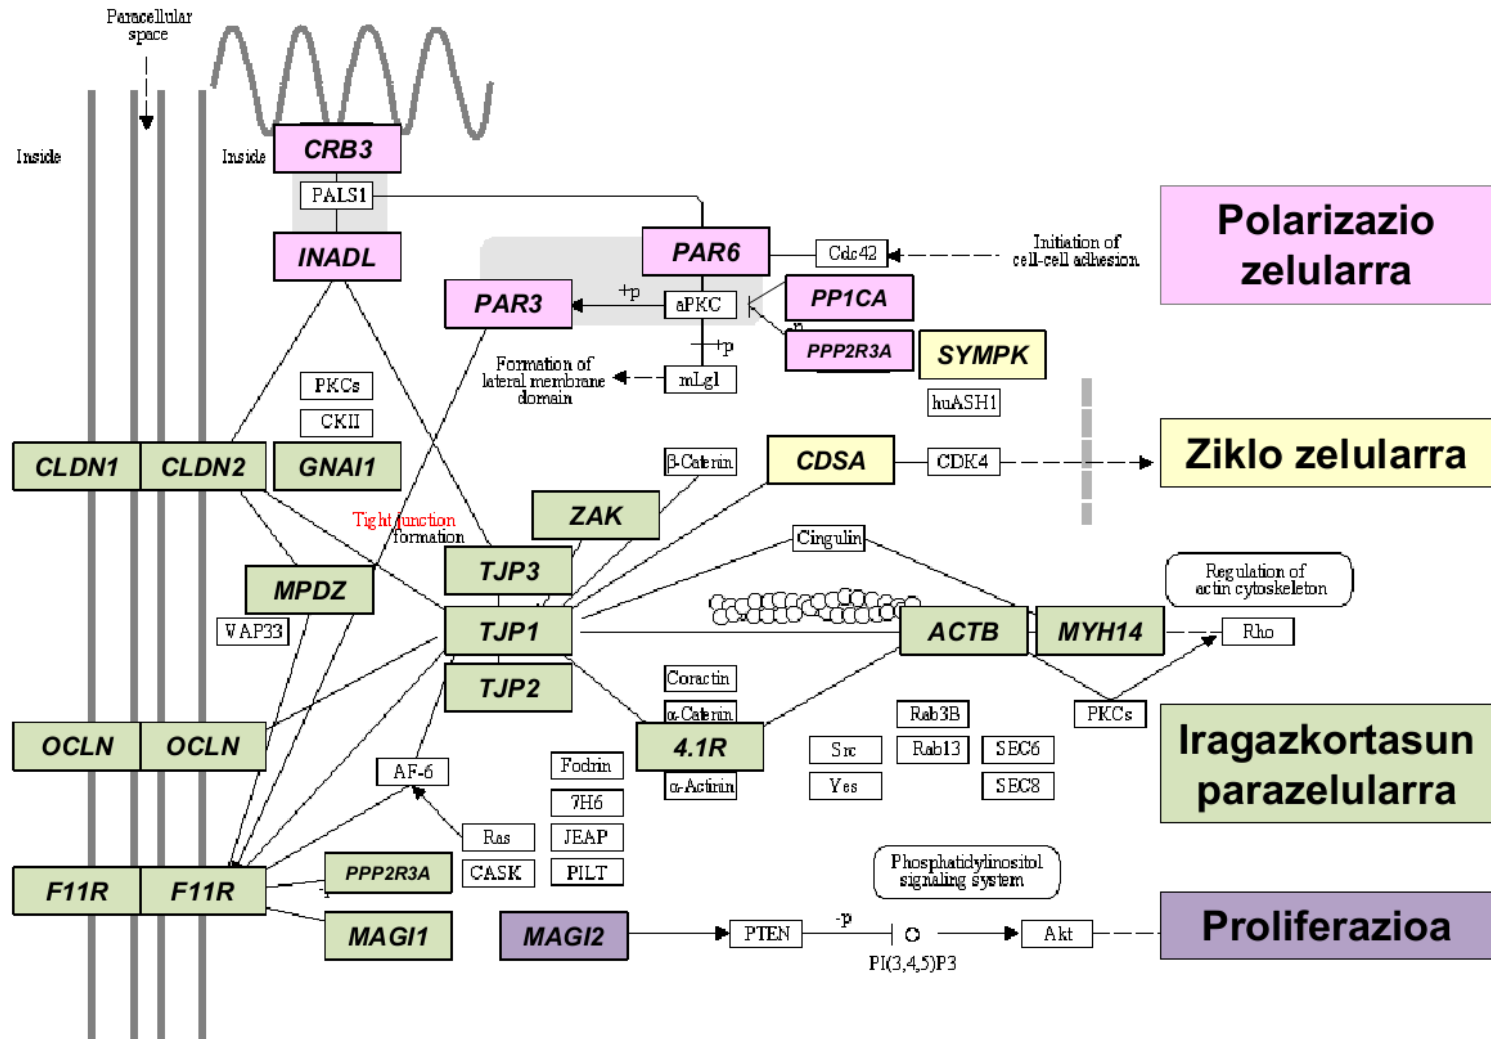 Paracellular
space
Inside
Inside
CRB3
PALS1
INADL
PAR6
Cdc42
Initiation of
cell-cell adhesion
Polarizazio
zelularra
PAR3
+p
aPKC
PP1CA
-p
PPP2R3A
SYMPK
+p
Formation of
lateral membrane
domain
mLgl
huASH1
PKCs
CKII
CLDN1
CLDN2
GNAI1
β-Catenin
CDSA
CDK4
Ziklo zelularra
Tight junction
formation
ZAK
Cingulin
TJP3
MPDZ
Regulation of
actin cytoskeleton
VAP33
TJP1
ACTB
MYH14
Rho
TJP2
Coractin
α-Catenin
4.1R
α-Actinin
Rab3B
PKCs
OCLN
OCLN
Src
Rab13
SEC6
Yes
SEC8
Iragazkortasun
parazelularra
AF-6
Fodrin
7H6
Ras
JEAP
CASK
PILT
F11R
F11R
PPP2R3A
Phosphatidylinositol
signaling system
MAGI1
MAGI2
PTEN
-p
PI(3,4,5)P3
Akt
Proliferazioa